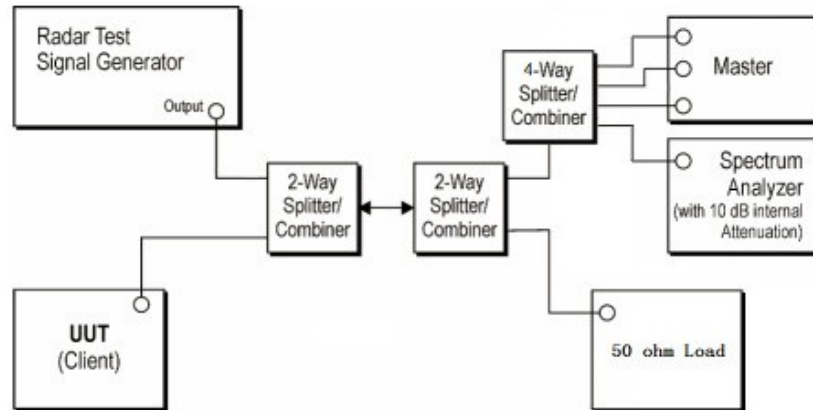 Radar Test
Signal Generator
Output
4-Way
Splitter/
Combiner
Master
2-Way
Splitter/
Combiner
2-Way
Splitter/
Combiner
Spectrum
Analyzer
(with 10 dB internal
Attenuation)
UUT
(Client)
50 ohm Load